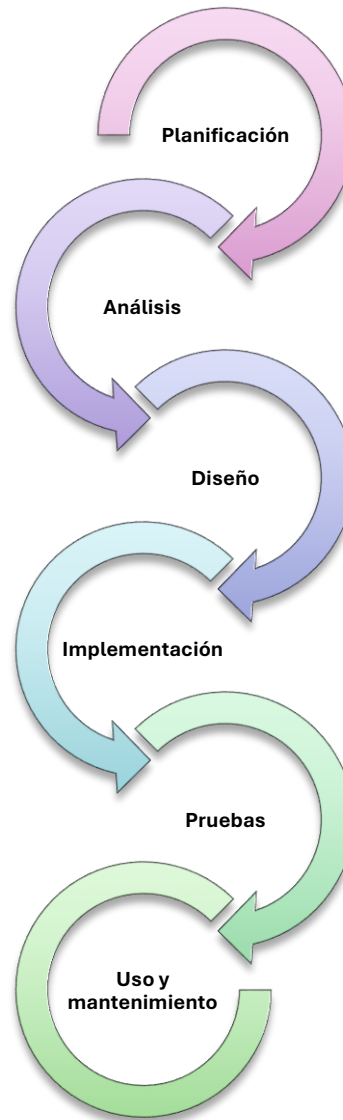 Planificación
Análisis
Diseño
Implementación
Pruebas
Uso y
mantenimiento